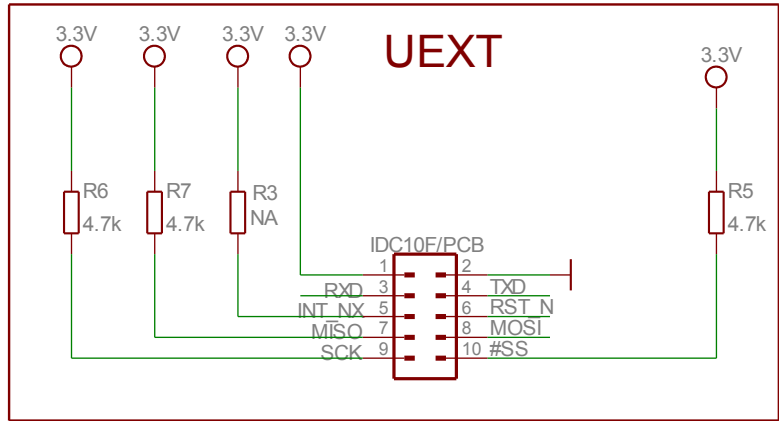 3.3V 3.3V 3.3V 3.3V
UEXT
3.3V
R6
4.7k
R7
4.7k
R3
NA
R5
4.7k
IDC10F/PCB
1 2
RXD 3 4 TXD
INT_NX 5 6 RST_N
MISO 7 8 MOSI
SCK 9 10 #SS